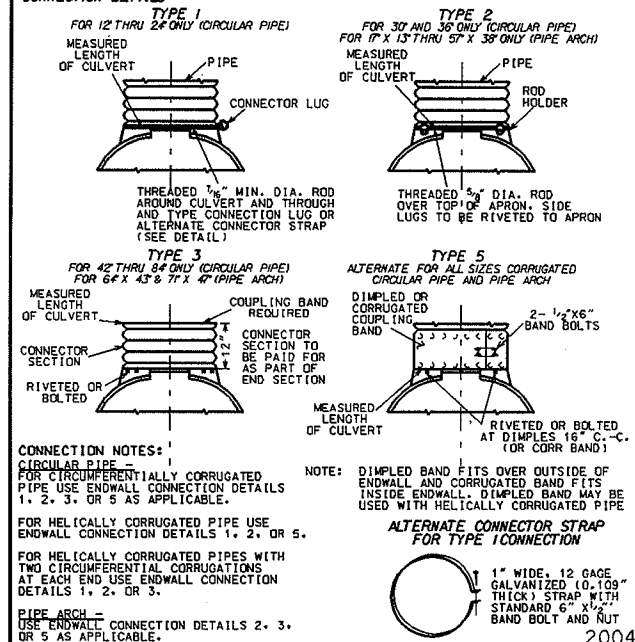 TYPE 1
FOR 12" THRU 24" ONLY (CIRCULAR PIPE)
MEASURED
LENGTH
OF CULVERT
PIPE
CONNECTOR LUG
THREADED 7/16" MIN. DIA. ROD
AROUND CULVERT AND THROUGH
AND TYPE CONNECTION LUG OR
ALTERNATE CONNECTOR STRAP
(SEE DETAIL)
TYPE 2
FOR 30" AND 36" ONLY (CIRCULAR PIPE)
FOR 17" X 13" THRU 57" X 38" ONLY (PIPE ARCH)
MEASURED
LENGTH
OF CULVERT
PIPE
ROD
HOLDER
THREADED 5/8" DIA. ROD
OVER TOP OF APRON. SIDE
LUGS TO BE RIVETED TO APRON
TYPE 3
FOR 42" THRU 84" ONLY (CIRCULAR PIPE)
FOR 64" X 43" & 71" X 47" (PIPE ARCH)
MEASURED
LENGTH
OF CULVERT
CONNECTOR
SECTION
RIVETED OR
BOLTED
COUPLING BAND
REQUIRED
12"
CONNECTOR
SECTION TO
BE PAID FOR
AS PART OF
END SECTION
TYPE 5
ALTERNATE FOR ALL SIZES CORRUGATED
CIRCULAR PIPE AND PIPE ARCH
DIMPLED OR
CORRUGATED
COUPLING
BAND
2- 1/2"X6"
BAND BOLTS
MEASURED
LENGTH
OF CULVERT
RIVETED OR BOLTED
AT DIMPLES 16" C.-C.
(OR CORR BAND)
CONNECTION NOTES:
CIRCULAR PIPE -
FOR CIRCUMFERENTIALLY CORRUGATED
PIPE USE ENDWALL CONNECTION DETAILS
1, 2, 3, OR 5 AS APPLICABLE.
FOR HELICALLY CORRUGATED PIPE USE
ENDWALL CONNECTION DETAILS 1, 2, OR 5.
FOR HELICALLY CORRUGATED PIPES WITH
TWO CIRCUMFERENTIAL CORRUGATIONS
AT EACH END USE ENDWALL CONNECTION
DETAILS 1, 2, OR 3.
PIPE ARCH -
USE ENDWALL CONNECTION DETAILS 2, 3,
OR 5 AS APPLICABLE.
NOTE: DIMPLED BAND FITS OVER OUTSIDE OF
ENDWALL AND CORRUGATED BAND FITS
INSIDE ENDWALL. DIMPLED BAND MAY BE
USED WITH HELICALLY CORRUGATED PIPE
ALTERNATE CONNECTOR STRAP
FOR TYPE 1 CONNECTION
1" WIDE, 12 GAGE
GALVANIZED (0.109"
THICK) STRAP WITH
STANDARD 6" X 1/2"
BAND BOLT AND NUT
2004